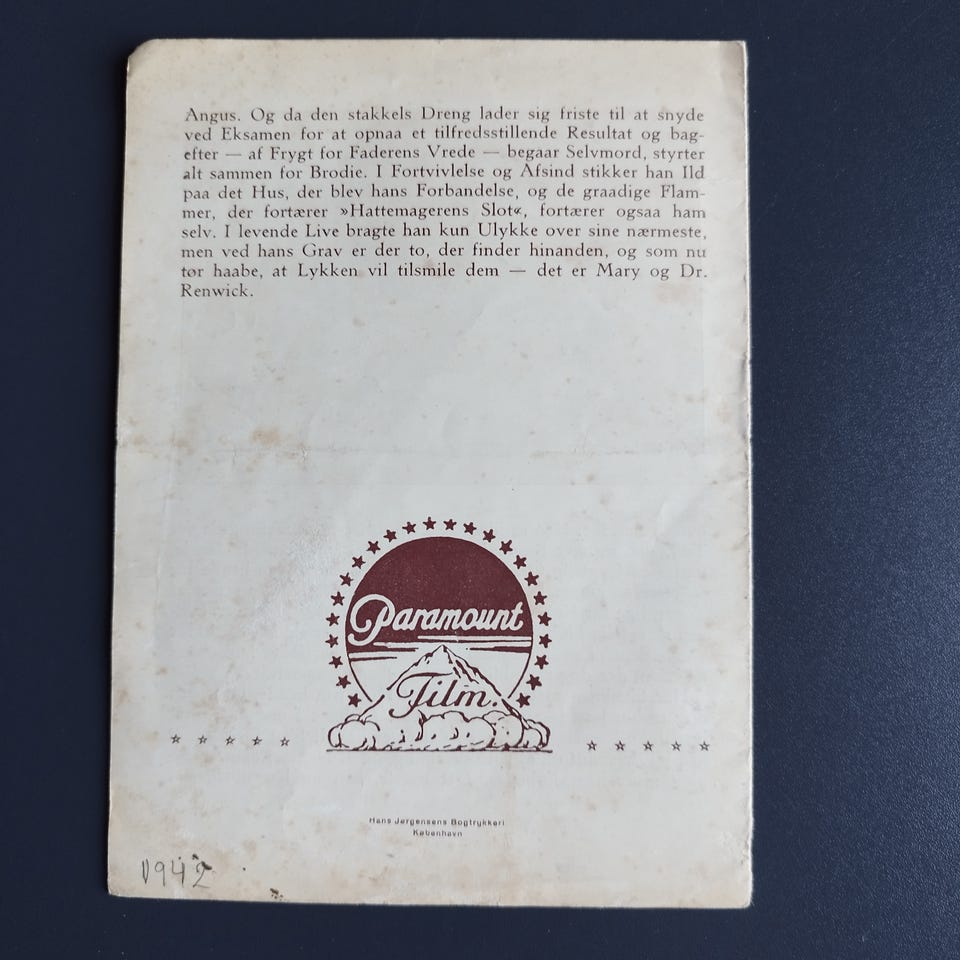 Angus. Og da den stakkels Dreng lader sig friste til at snyde
ved Eksamen for at opnaa et tilfredsstillende Resultat og bag-
efter — af Frygt for Faderens Vrede — begaar Selvmord, styrter
alt sammen for Brodie. I Fortvivlelse og Afsind stikker han Ild
paa det Hus, der blev hans Forbandelse, og de graadige Flam-
mer, der fortærer »Hattemagerens Slot«, fortærer ogsaa ham
selv. I levende Live bragte han kun Ulykke over sine nærmeste,
men ved hans Grav er der to, der finder hinanden, og som nu
tør haabe, at Lykken vil tilsmile dem — det er Mary og Dr.
Renwick.
Paramount
Film.
Hans Jørgensens Bogtrykkeri
København
1942